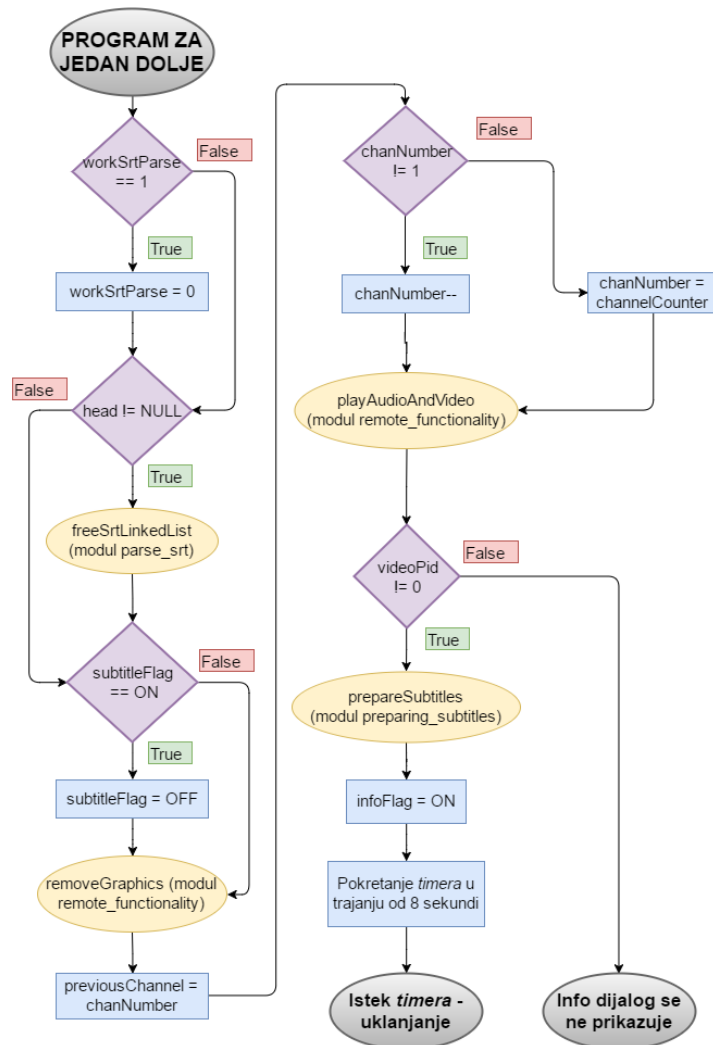 PROGRAM ZA
JEDAN DOLJE
workSrtParse
== 1
False
True
workSrtParse = 0
False
head != NULL
True
freeSrtLinkedList
(modul parse_srt)
subtitleFlag
== ON
False
True
subtitleFlag = OFF
removeGraphics (modul
remote_functionality)
previousChannel =
chanNumber
chanNumber
!= 1
False
True
chanNumber--
chanNumber =
channelCounter
playAudioAndVideo
(modul remote_functionality)
videoPid
!= 0
False
True
prepareSubtitles
(modul preparing_subtitles)
infoFlag = ON
Pokretanje timera u
trajanju od 8 sekundi
Istek timera -
uklanjanje
Info dijalog se
ne prikazuje